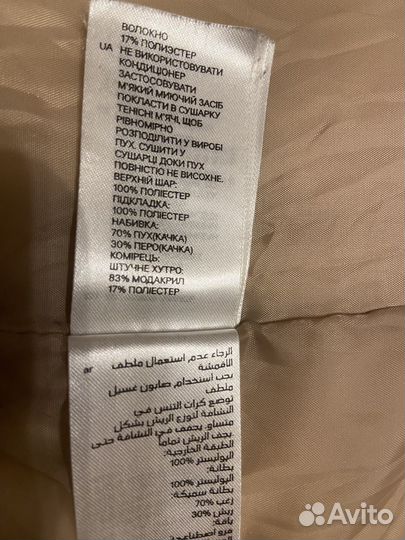 ВОЛОКНО
17% ПОЛИЭСТЕР
UA НЕ ВИКОРИСТОВУВАТИ
КОНДИЦІОНЕР
ЗАСТОСОВУВАТИ
М'ЯКИЙ МИЮЧИЙ ЗАСІБ
ПОКЛАСТИ В СУШАРКУ
ТЕНІСНІ М'ЯЧІ, ЩОБ
РІВНОМІРНО
РОЗПОДІЛИТИ У ВИРОБІ
ПУХ. СУШИТИ У
СУШАРЦІ ДОКИ ПУХ
ПОВНІСТЮ НЕ ВИСОХНЕ.
ВЕРХНІЙ ШАР:
100% ПОЛІЕСТЕР
ПІДКЛАДКА:
100% ПОЛІЕСТЕР
НАБИВКА:
70% ПУХ(КАЧКА)
30% ПЕРО(КАЧКА)
КОМІРЕЦЬ:
ШТУЧНЕ ХУТРО:
83% МОДАКРИЛ
17% ПОЛІЕСТЕР
الرجاء عدم استعمال ملطف
ar الأقمشة
يجب استخدام صابون غسيل
ملطف
توضع كرات التنس في
النشافة لتوزع الريش بشكل
متساو. يجفف في النشافة حتى
يجف الريش تماماً
الطبقة الخارجية:
البوليستر 100%
بطانة:
البوليستر 100%
بطانة سميكة:
زغب 70%
ريش 30%
ياقة:
فرو اصطناعية:
Avito